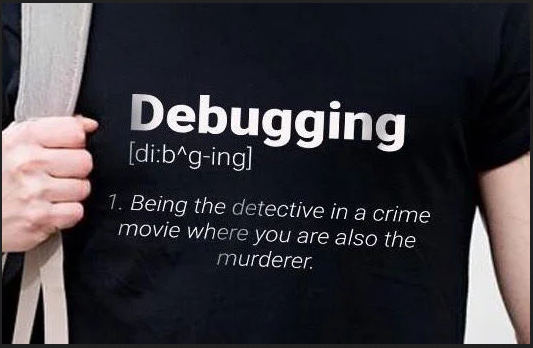 Debugging
[di:b^g-ing]
1. Being the detective in a crime
movie where you are also the
murderer.